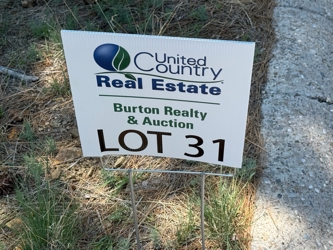 United
Country
Real Estate
Burton Realty
& Auction
LOT 31